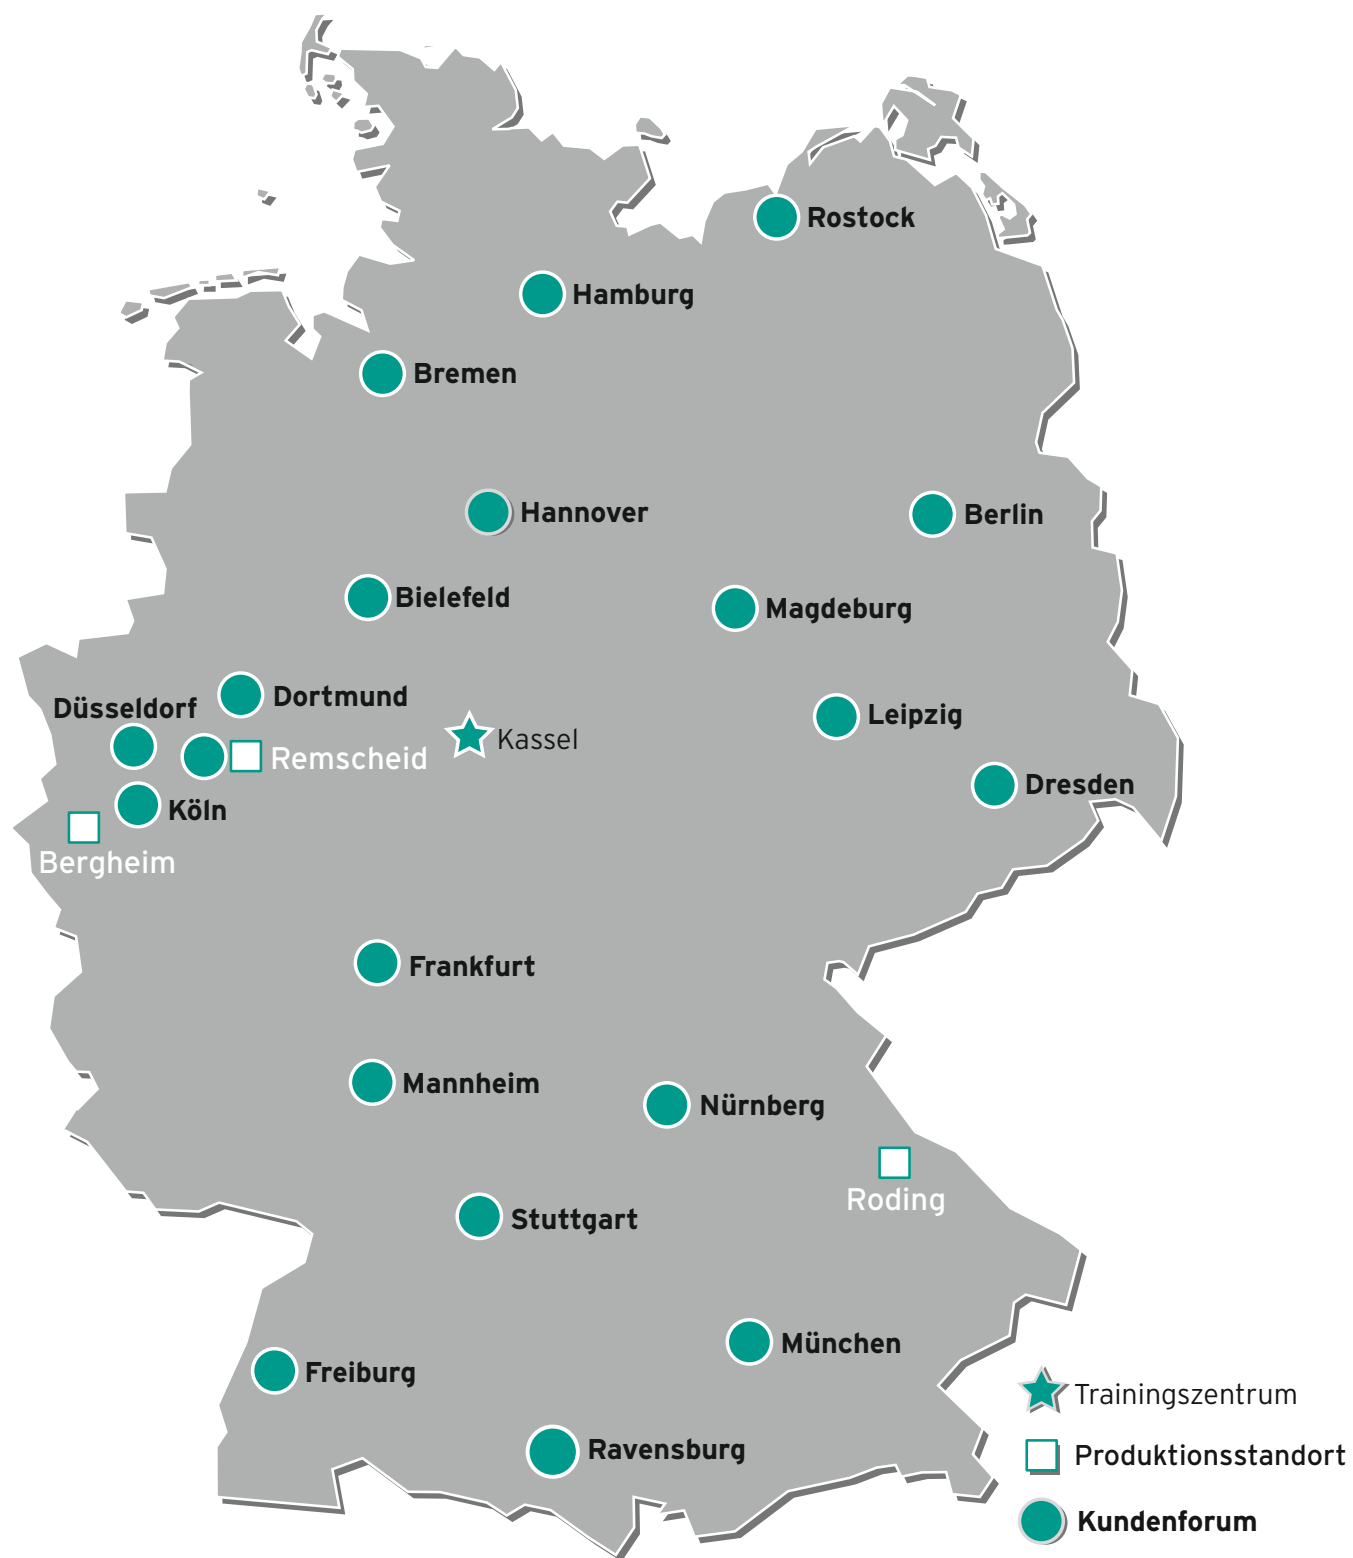 Rostock
Hamburg
Bremen
Hannover
Berlin
Bielefeld
Magdeburg
Dortmund
Düsseldorf
Leipzig
Kassel
Remscheid
Dresden
Köln
Bergheim
Frankfurt
Mannheim
Nürnberg
Roding
Stuttgart
München
Freiburg
Trainingszentrum
Ravensburg
Produktionsstandort
Kundenforum